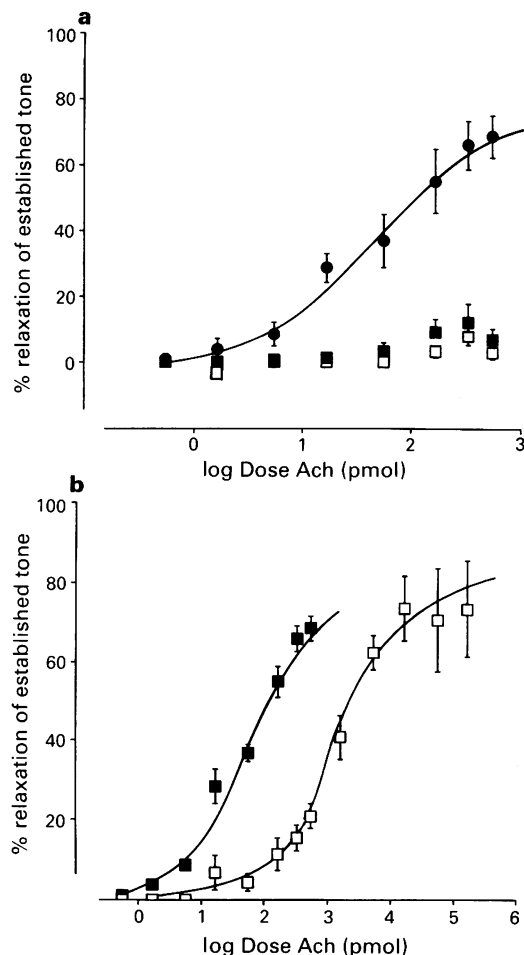 a
100
80
60
40
20
0
% relaxation of established tone
0 1 2 3
log Dose Ach (pmol)
b
100
80
60
40
20
% relaxation of established tone
0 1 2 3 4 5 6
log Dose Ach (pmol)